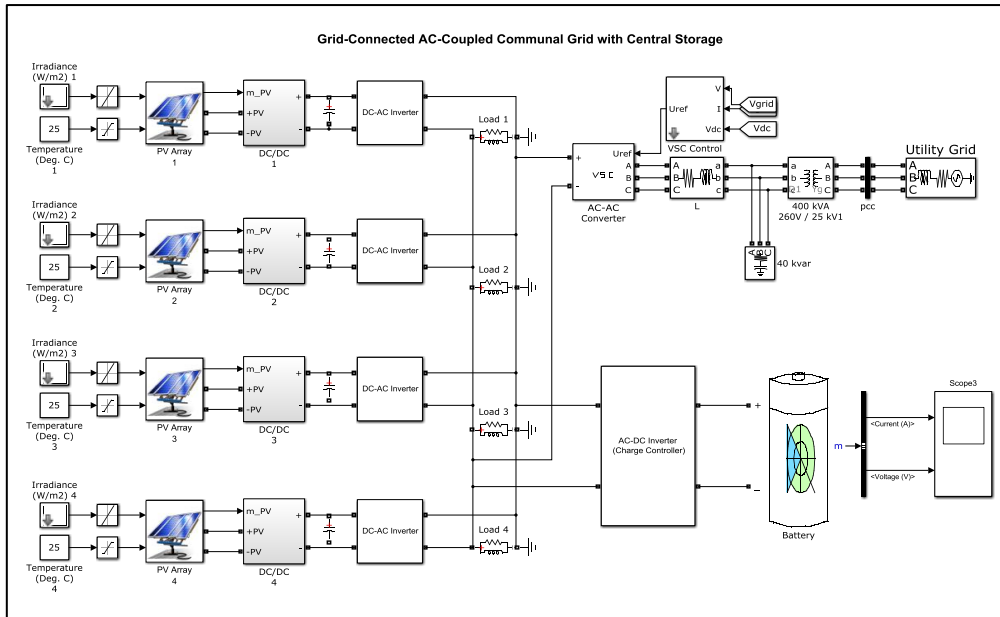 Grid-Connected AC-Coupled Communal Grid with Central Storage
Irradiance
(W/m2) 1
25
Temperature
(Deg. C)
1
PV Array
1
m_PV
+PV
-PV
+
-
DC/DC
1
+
DC-AC Inverter
Load 1
Irradiance
(W/m2) 2
25
Temperature
(Deg. C)
2
PV Array
2
m_PV
+PV
-PV
+
-
DC/DC
2
+
DC-AC Inverter
Load 2
Irradiance
(W/m2) 3
25
Temperature
(Deg. C)
3
PV Array
3
m_PV
+PV
-PV
+
-
DC/DC
3
+
DC-AC Inverter
Load 3
Irradiance
(W/m2) 4
25
Temperature
(Deg. C)
4
PV Array
4
m_PV
+PV
-PV
+
-
DC/DC
4
+
DC-AC Inverter
Load 4
Uref
V
I
Vdc
VSC Control
Vgrid
Vdc
+
-
VSC
Uref
A
B
C
AC-AC
Converter
A
B
C
a
b
c
L
a
b
c
A
B
C
Yg
400 kVA
260V / 25 kV1
pcc
Utility Grid
A
B
C
A
B
C
40 kvar
AC-DC Inverter
(Charge Controller)
+
–
m
Battery
<Current (A)>
<Voltage (V)>
Scope3